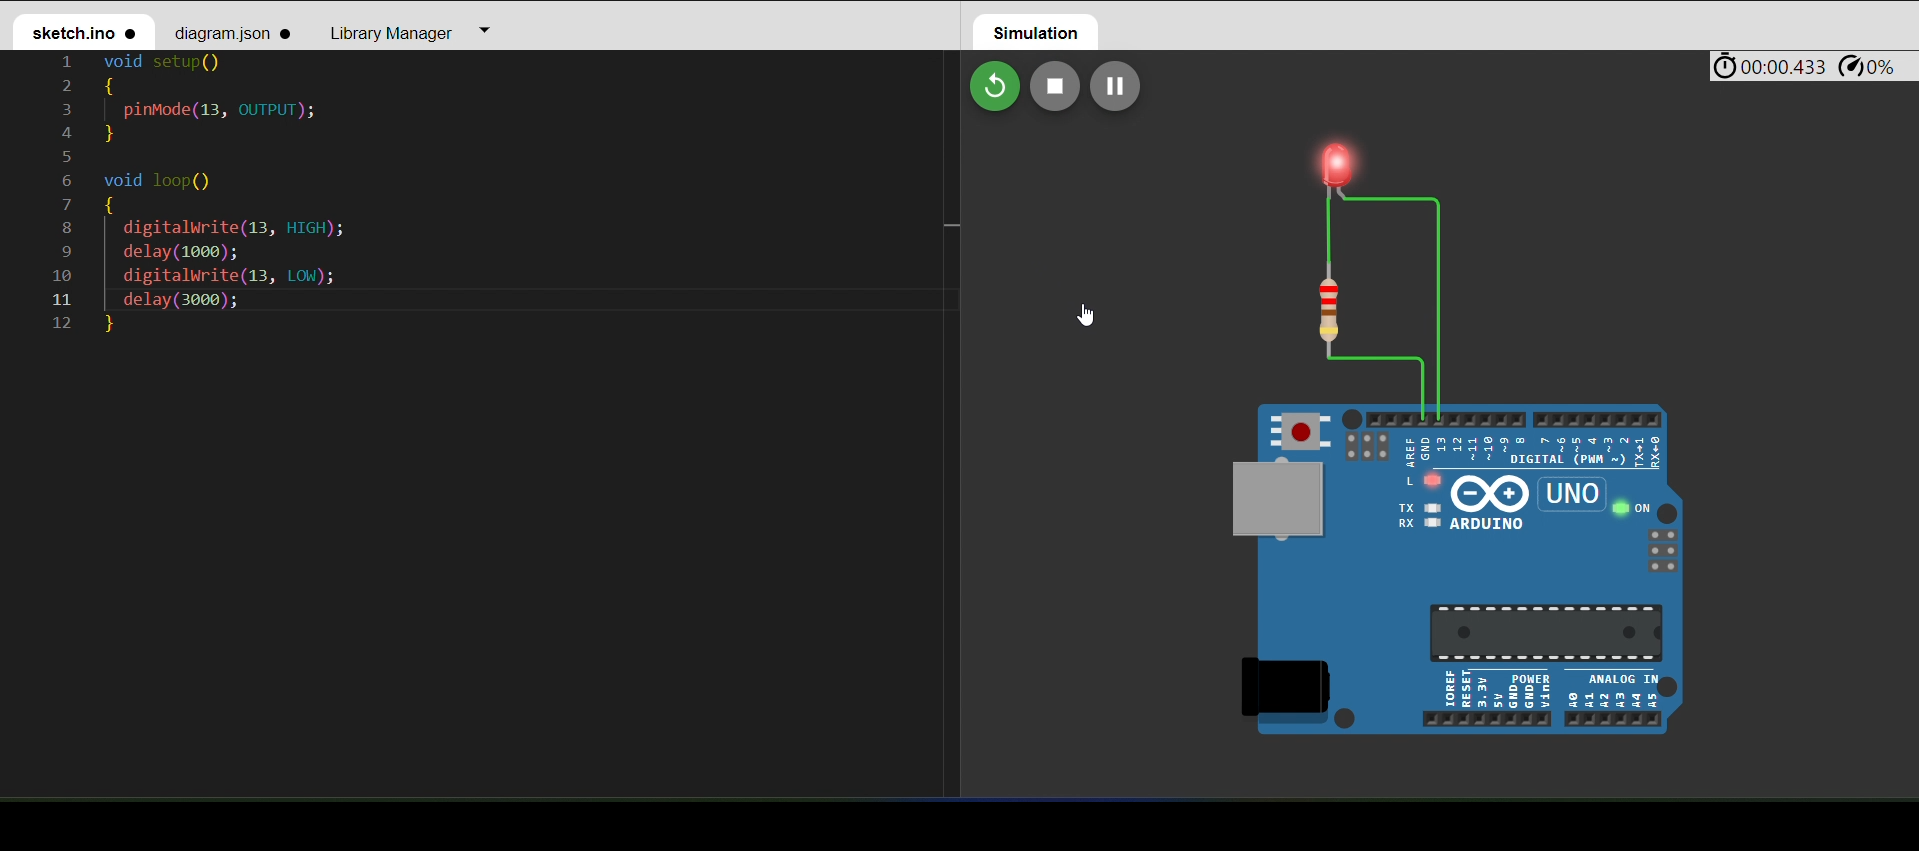 sketch.ino ● diagram.json ● Library Manager
Simulation
00:00.433 0%
1 void setup()
2 {
3 pinMode(13, OUTPUT);
4 }
5
6 void loop()
7 {
8 digitalWrite(13, HIGH);
9 delay(1000);
10 digitalWrite(13, LOW);
11 delay(3000);
12 }
AREF GND 13 12 ~11 ~10 ~9 8 7 ~6 ~5 4 ~3 2 TX→1 RX←0
DIGITAL (PWM ~)
L
UNO
TX
ON
RX
ARDUINO
POWER ANALOG IN
IOREF RESET 3.3V 5V GND GND Vin A0 A1 A2 A3 A4 A5